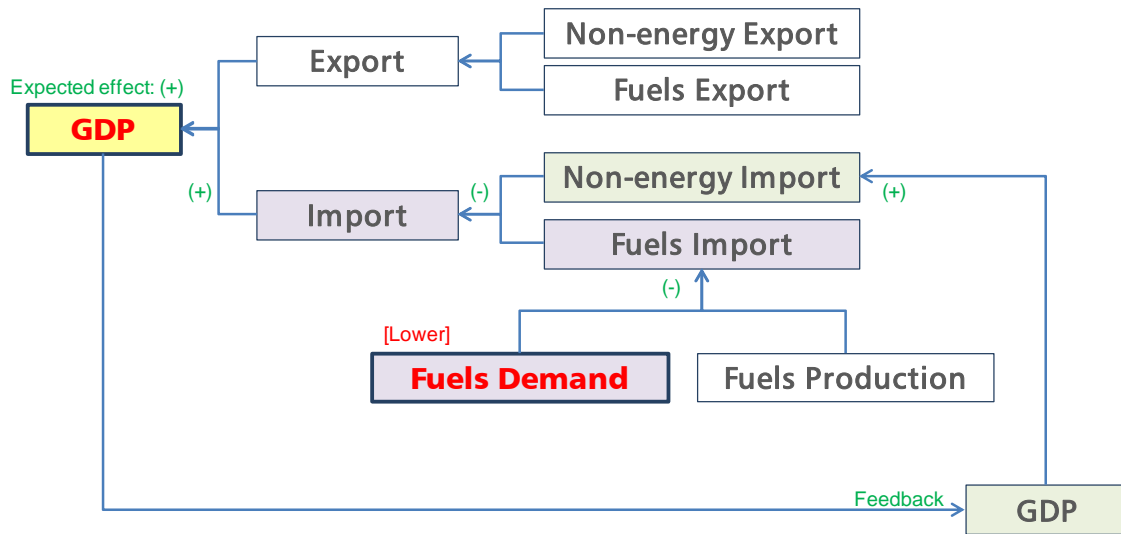 Non-energy Export
Export
Fuels Export
Expected effect: (+)
GDP
Non-energy Import
(+)
(-)
(+)
Import
Fuels Import
(-)
[Lower]
Fuels Demand
Fuels Production
Feedback
GDP